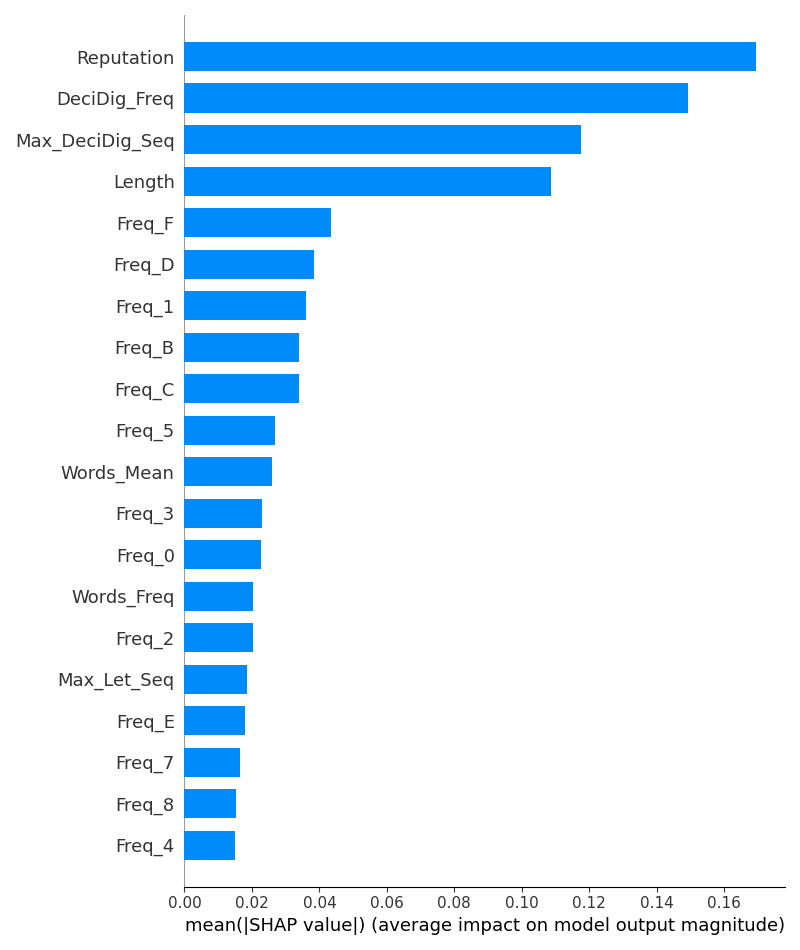 Reputation
DeciDig_Freq
Max_DeciDig_Seq
Length
Freq_F
Freq_D
Freq_1
Freq_B
Freq_C
Freq_5
Words_Mean
Freq_3
Freq_0
Words_Freq
Freq_2
Max_Let_Seq
Freq_E
Freq_7
Freq_8
Freq_4
0.00 0.02 0.04 0.06 0.08 0.10 0.12 0.14 0.16
mean(|SHAP value|) (average impact on model output magnitude)